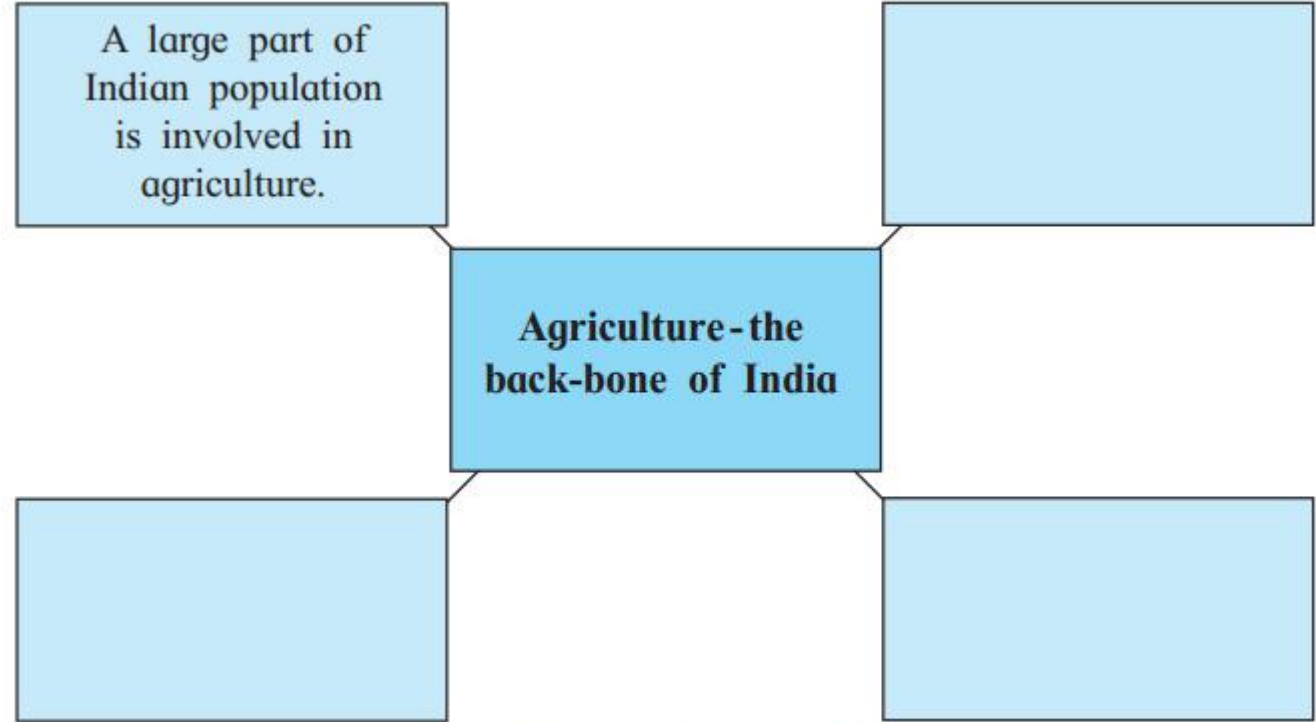 A large part of
Indian population
is involved in
agriculture.
Agriculture-the
back-bone of India